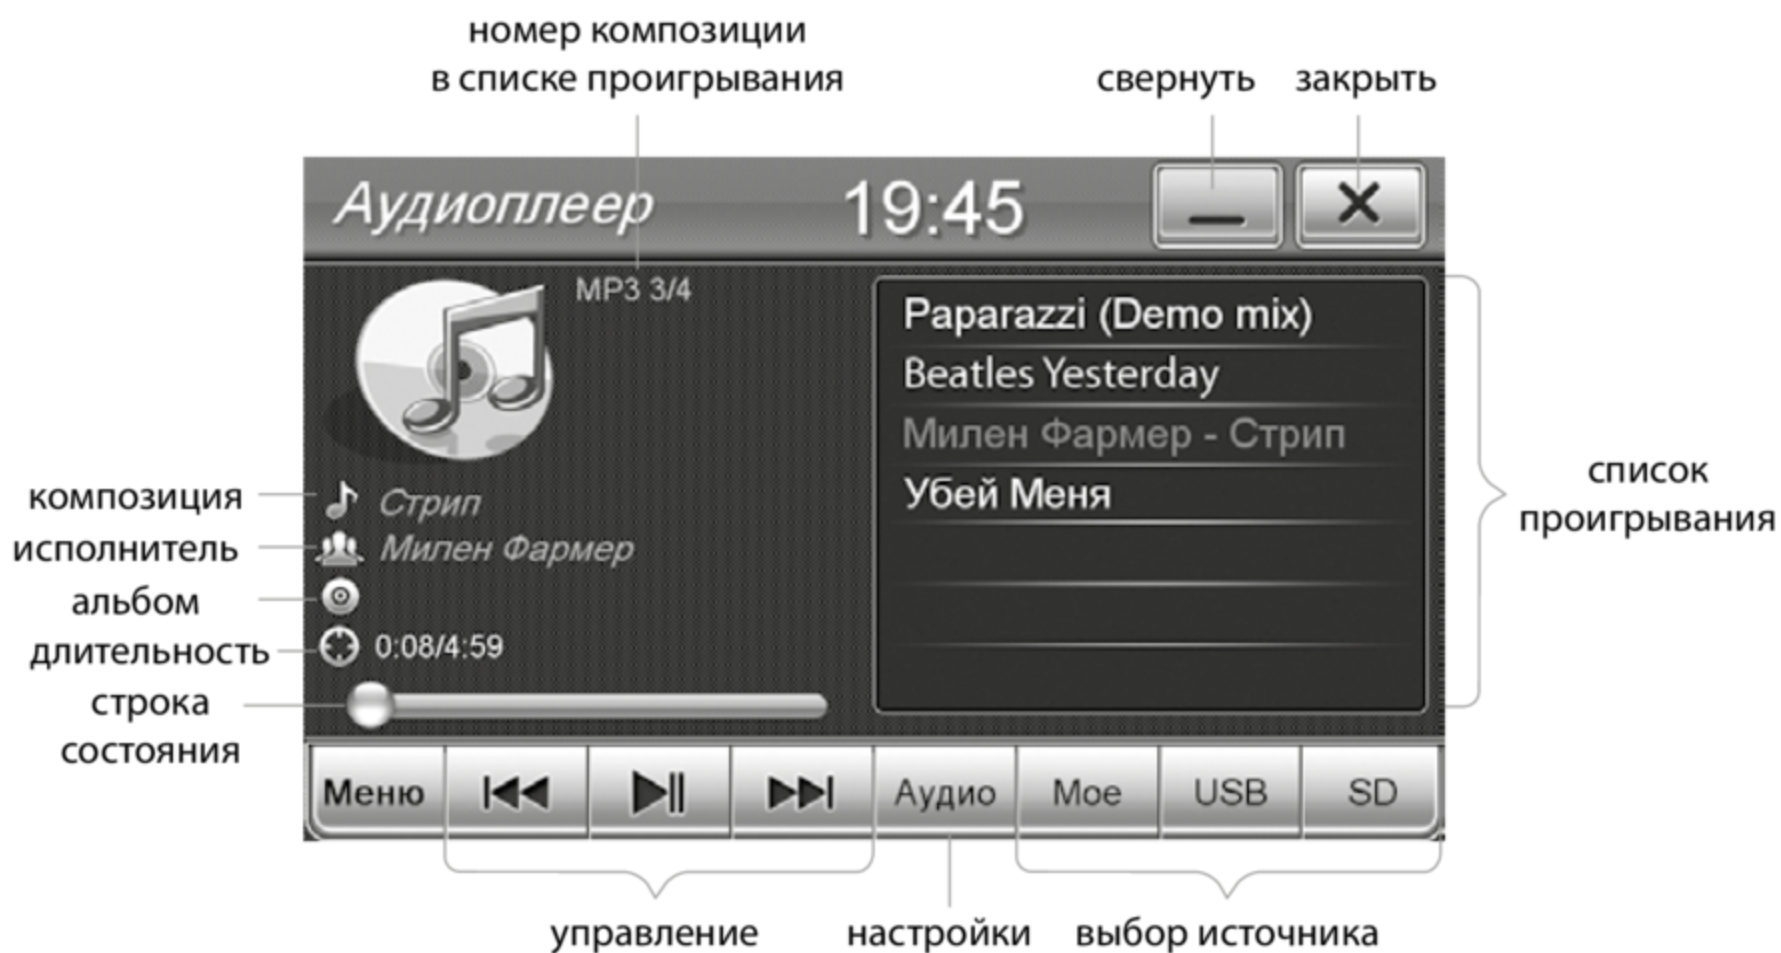 номер композиции
в списке проигрывания
свернуть
закрыть
Аудиоплеер
19:45
MP3 3/4
Paparazzi (Demo mix)
Beatles Yesterday
Милен Фармер - Стрип
Убей Меня
композиция
Стрип
исполнитель
Милен Фармер
альбом
длительность
0:08/4:59
строка
состояния
список
проигрывания
Меню
Аудио
Мое
USB
SD
управление
настройки
выбор источника